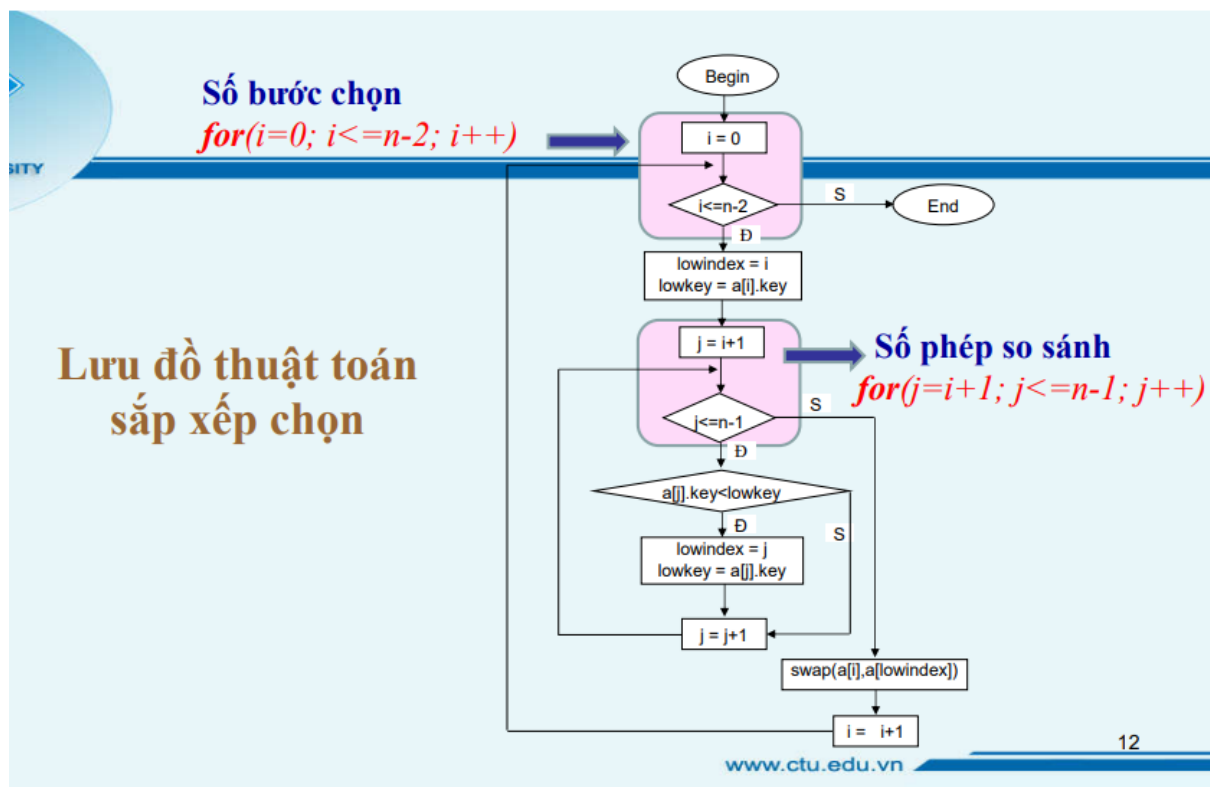 SITY
Số bước chọn
for(i=0; i<=n-2; i++)
Begin
i = 0
i<=n-2
S
End
Đ
lowindex = i
lowkey = a[i].key
Lưu đồ thuật toán
sắp xếp chọn
j = i+1
Số phép so sánh
for(j=i+1; j<=n-1; j++)
j<=n-1
S
Đ
a[j].key<lowkey
Đ
S
lowindex = j
lowkey = a[j].key
j = j+1
swap(a[i],a[lowindex])
i = i+1
12
www.ctu.edu.vn